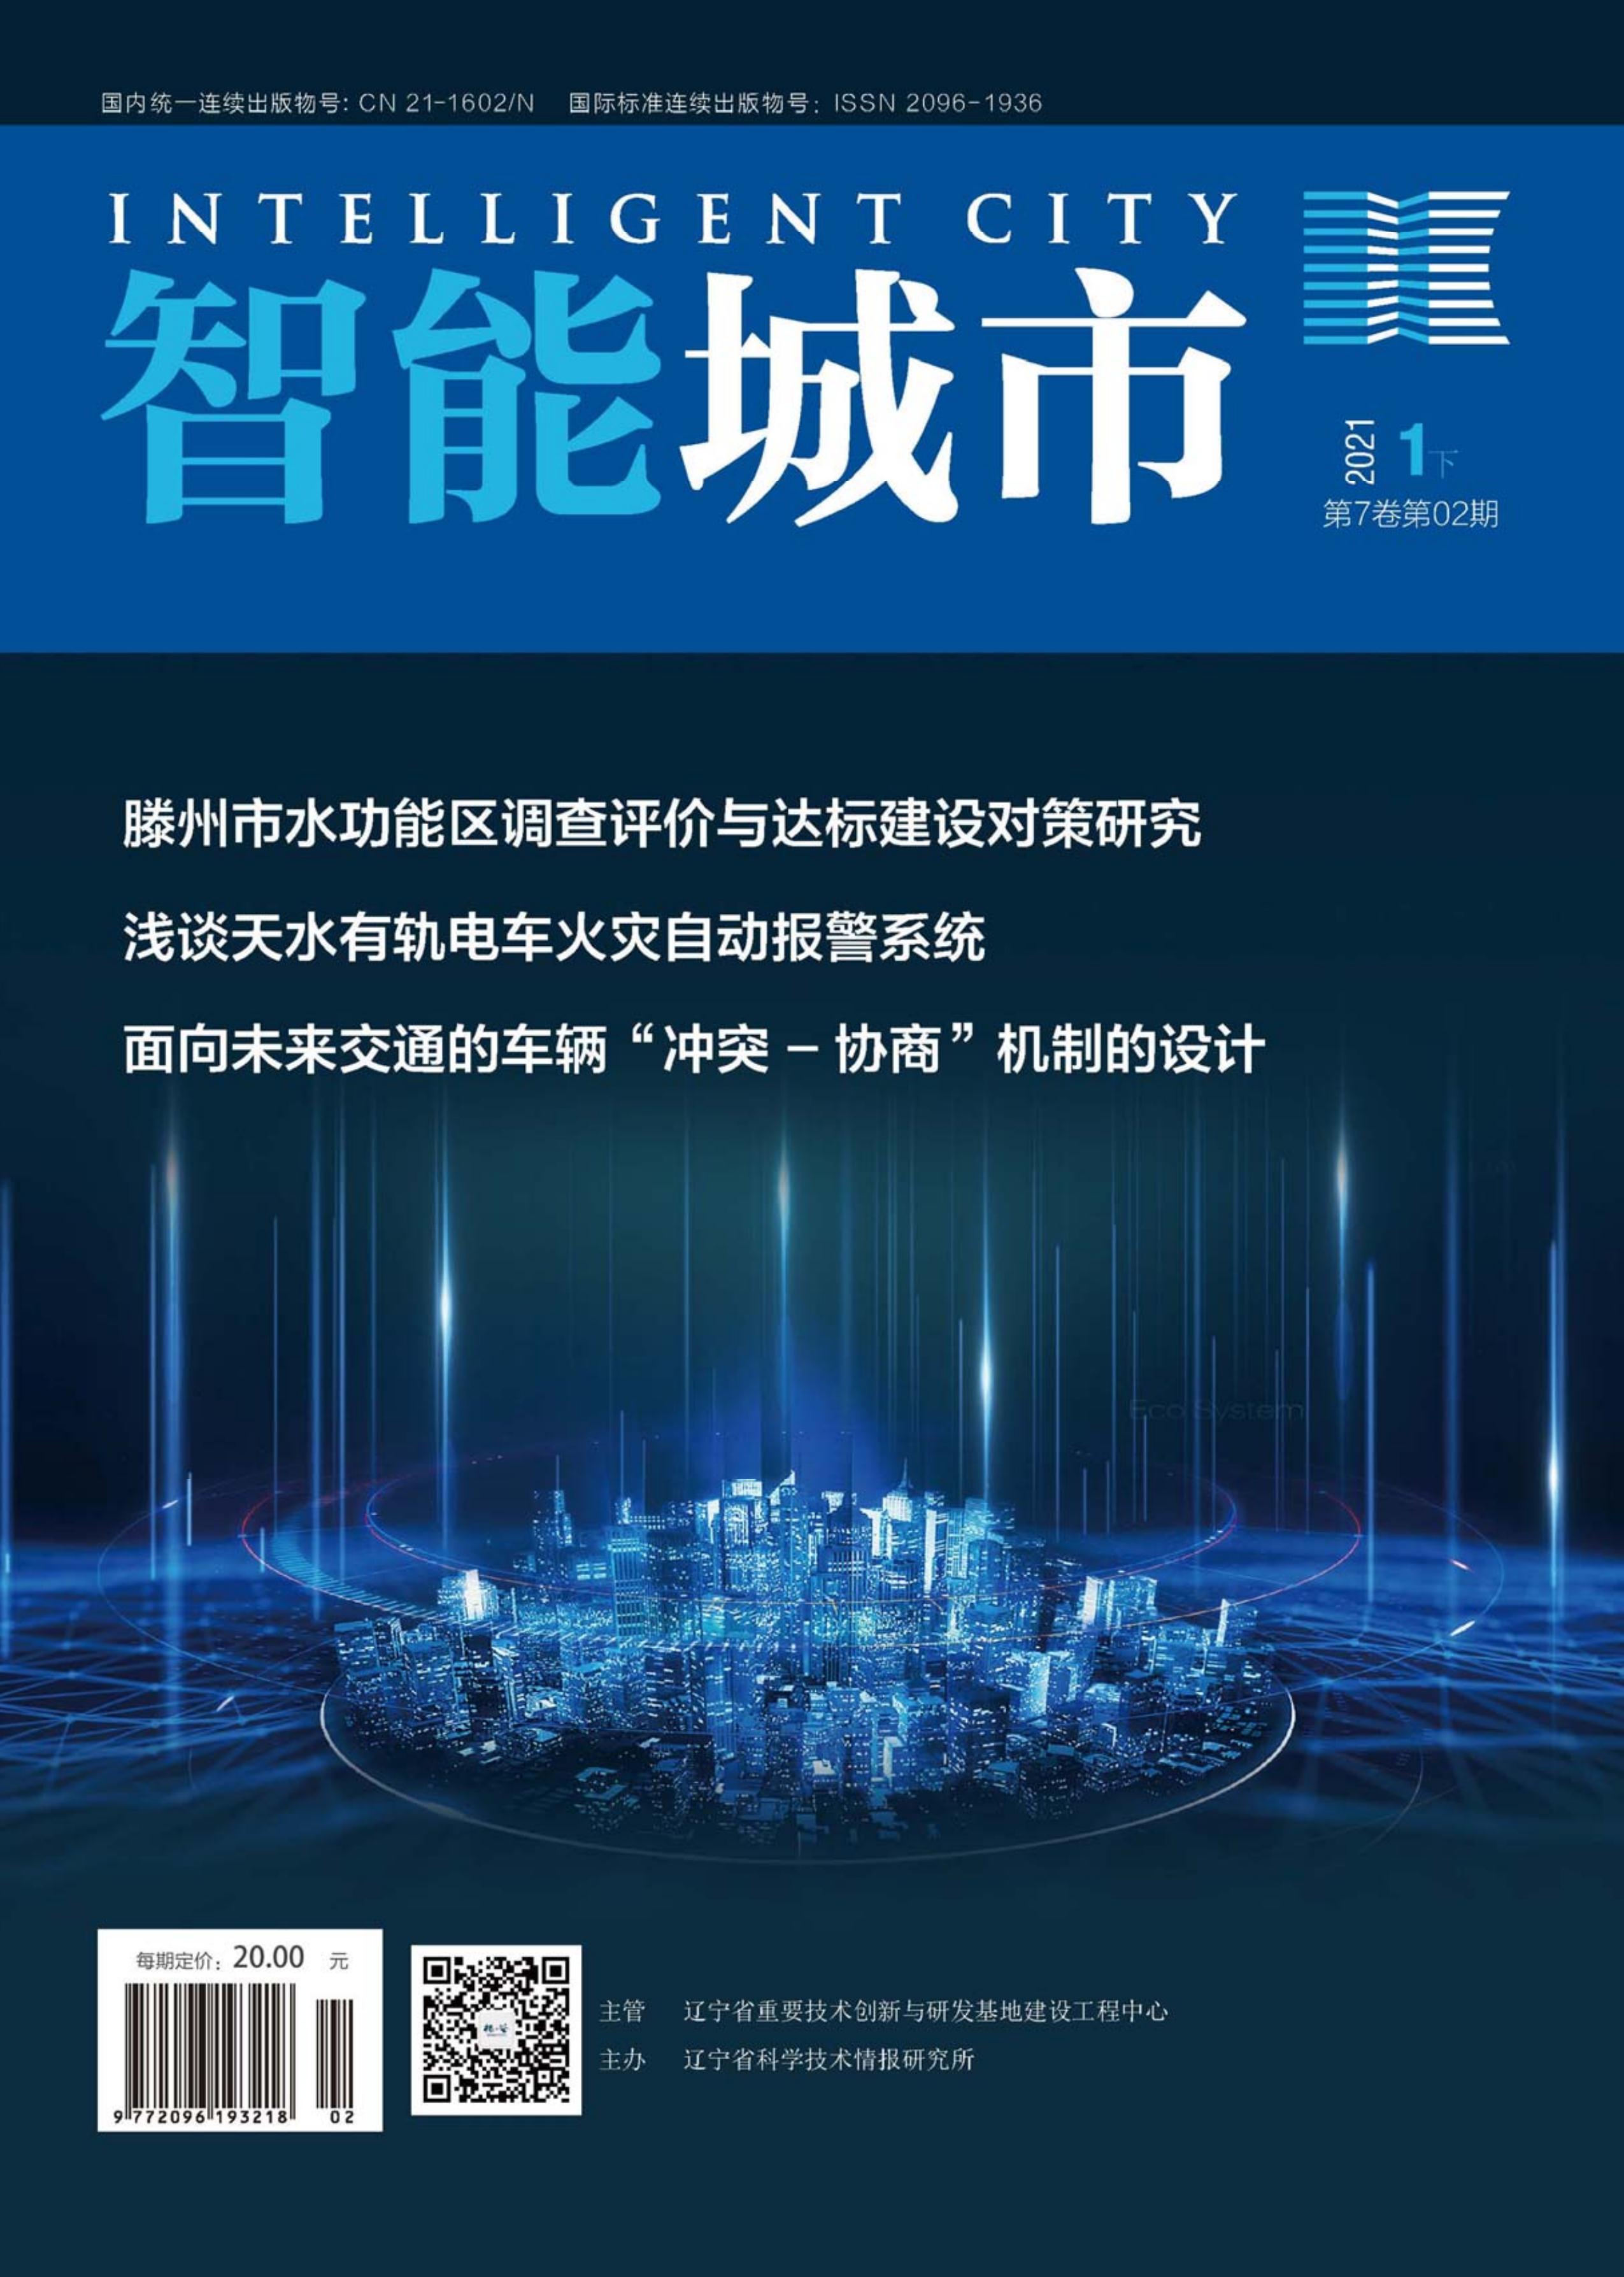 国内统一连续出版物号: CN 21-1602/N 国际标准连续出版物号: ISSN 2096-1936
INTELLIGENT CITY
智能城市
2021 1下
第7卷第02期
滕州市水功能区调查评价与达标建设对策研究
浅谈天水有轨电车火灾自动报警系统
面向未来交通的车辆“冲突－协商”机制的设计
Eco System
每期定价: 20.00 元
9 772096 193218 02
主管 辽宁省重要技术创新与研发基地建设工程中心
主办 辽宁省科学技术情报研究所